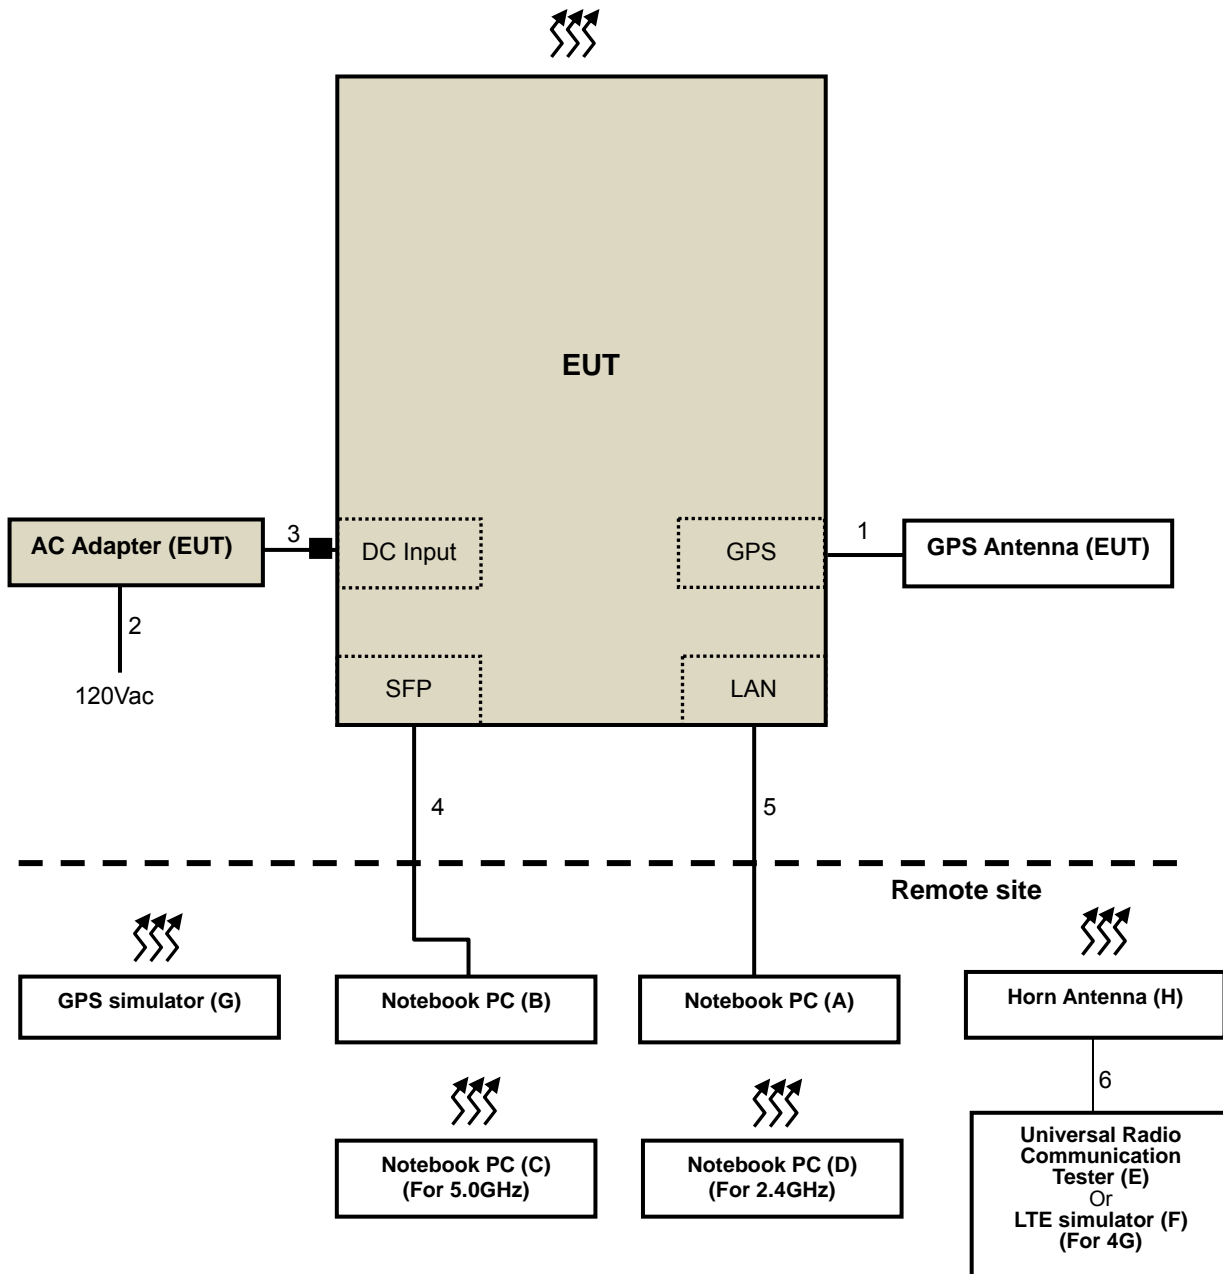 EUT
3
1
AC Adapter (EUT)
DC Input
GPS
GPS Antenna (EUT)
2
120Vac
SFP
LAN
4
5
Remote site
GPS simulator (G)
Notebook PC (B)
Notebook PC (A)
Horn Antenna (H)
6
Notebook PC (C)
(For 5.0GHz)
Notebook PC (D)
(For 2.4GHz)
Universal Radio
Communication
Tester (E)
Or
LTE simulator (F)
(For 4G)